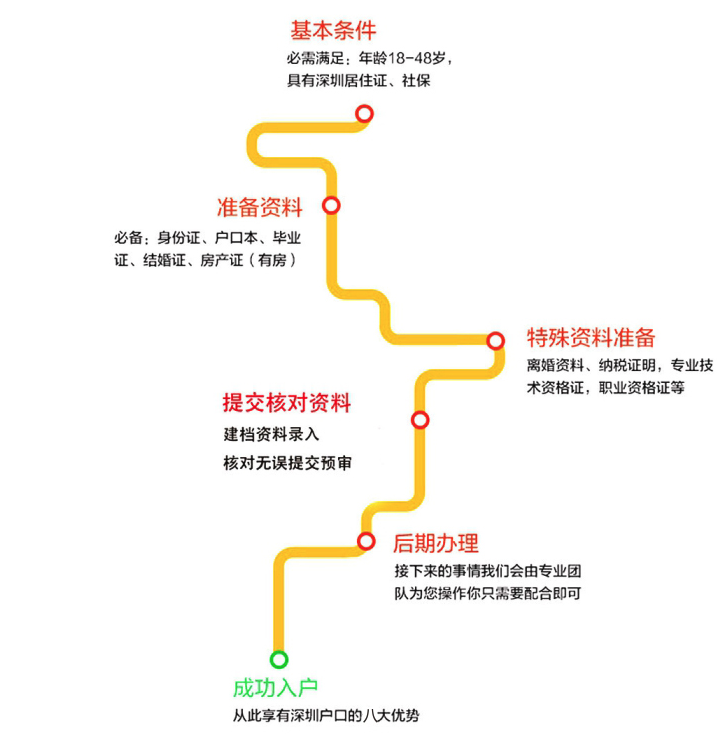 基本条件
必需满足：年龄18-48岁，
具有深圳居住证、社保
准备资料
必备：身份证、户口本、毕业
证、结婚证、房产证（有房）
特殊资料准备
离婚资料、纳税证明，专业技
术资格证，职业资格证等
提交核对资料
建档资料录入
核对无误提交预审
后期办理
接下来的事情我们会由专业团
队为您操作你只需要配合即可
成功入户
从此享有深圳户口的八大优势